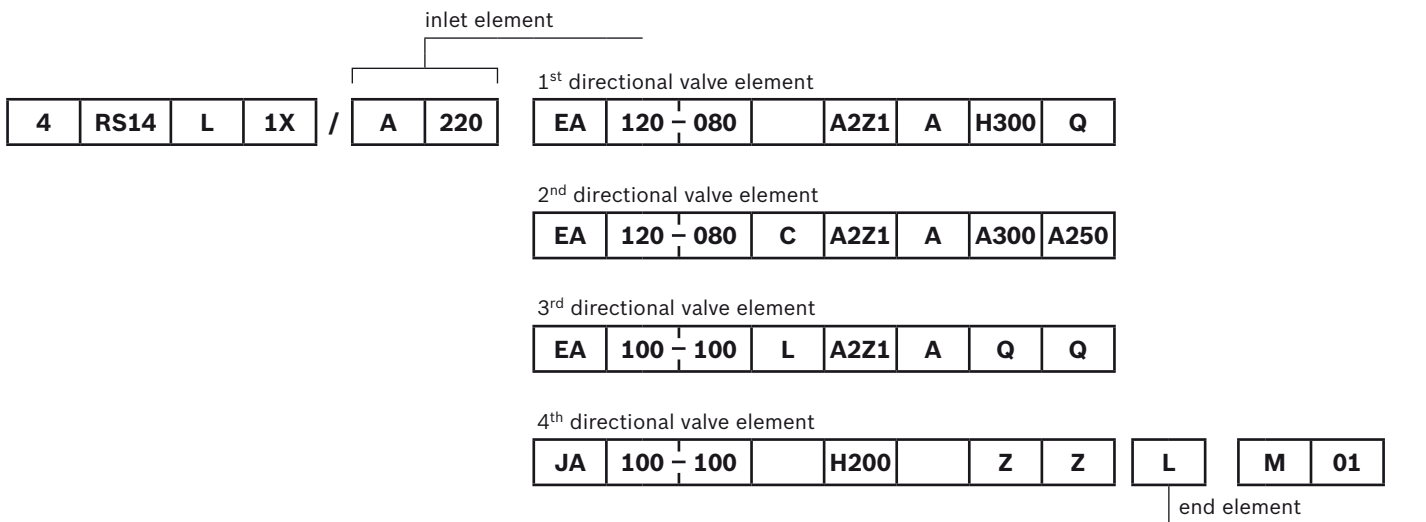 inlet element
1st directional valve element
4 RS14 L 1X / A 220 EA 120 – 080 A2Z1 A H300 Q
2nd directional valve element
EA 120 – 080 C A2Z1 A A300 A250
3rd directional valve element
EA 100 – 100 L A2Z1 A Q Q
4th directional valve element
JA 100 – 100 H200 Z Z L M 01
end element